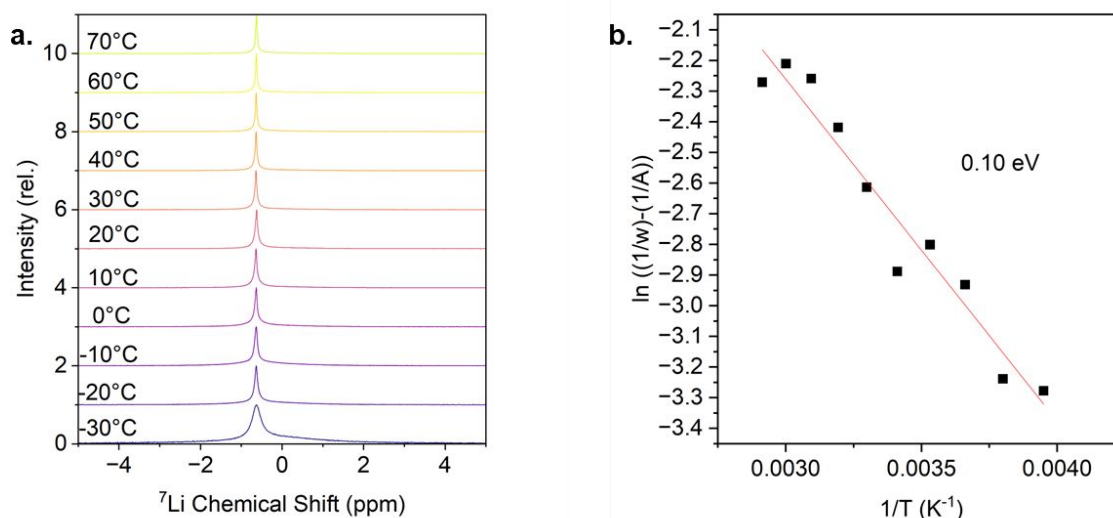 a.
10
8
6
4
2
0
Intensity (rel.)
70°C
60°C
50°C
40°C
30°C
20°C
10°C
0°C
-10°C
-20°C
-30°C
−4 −2 0 2 4
⁷Li Chemical Shift (ppm)
b.
−2.1
−2.2
−2.3
−2.4
−2.5
−2.6
−2.7
−2.8
−2.9
−3.0
−3.1
−3.2
−3.3
−3.4
ln ((1/w)-(1/A))
0.10 eV
0.0030 0.0035 0.0040
1/T (K⁻¹)